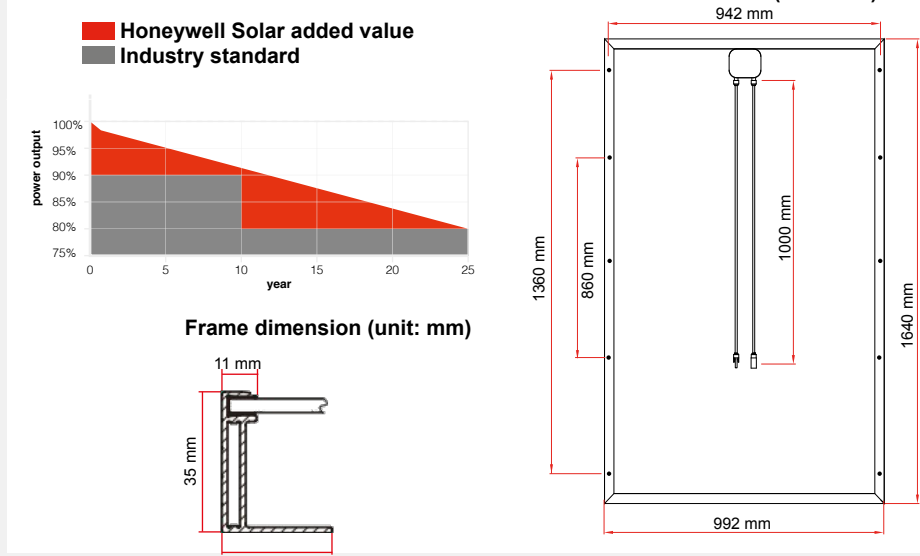 Honeywell Solar added value
Industry standard
power output
100%
95%
90%
85%
80%
75%
0
5
10
15
20
25
year
Frame dimension (unit: mm)
11 mm
35 mm
942 mm
1360 mm
860 mm
1000 mm
1640 mm
992 mm